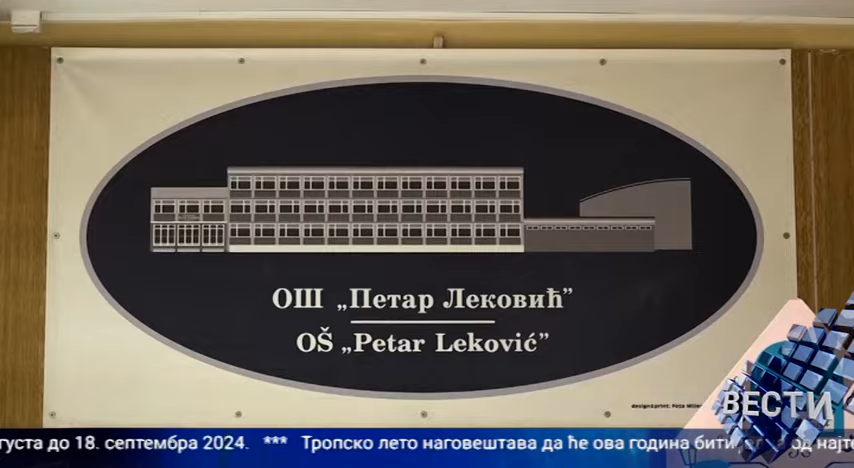 ОШ „Петар Лековић”
OŠ „Petar Leković”
ВЕСТИ
густа до 18. септембра 2024. *** Тропско лето наговештава да ће ова година бити